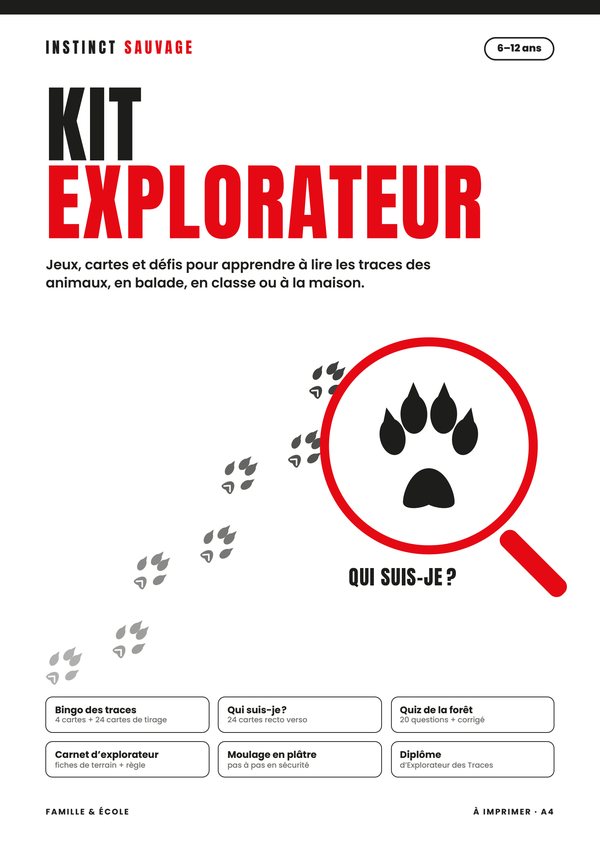 INSTINCT SAUVAGE
6–12 ans
KIT
EXPLORATEUR
Jeux, cartes et défis pour apprendre à lire les traces des
animaux, en balade, en classe ou à la maison.
QUI SUIS-JE ?
Bingo des traces
4 cartes + 24 cartes de tirage
Qui suis-je ?
24 cartes recto verso
Quiz de la forêt
20 questions + corrigé
Carnet d’explorateur
fiches de terrain + règle
Moulage en plâtre
pas à pas en sécurité
Diplôme
d’Explorateur des Traces
FAMILLE & ÉCOLE
À IMPRIMER · A4